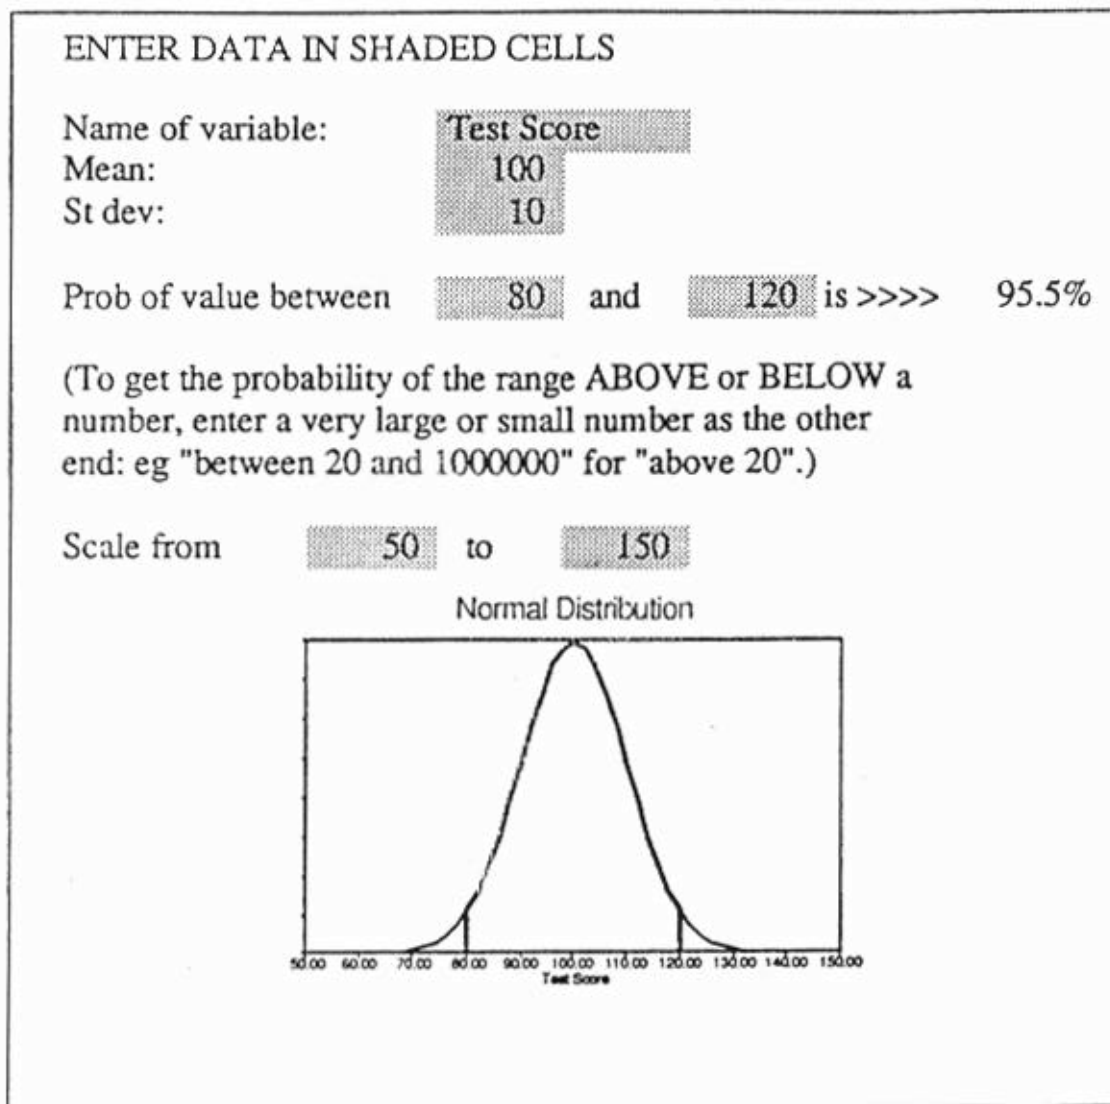 ENTER DATA IN SHADED CELLS
Name of variable: Test Score
Mean: 100
St dev: 10
Prob of value between 80 and 120 is >>>> 95.5%
(To get the probability of the range ABOVE or BELOW a
number, enter a very large or small number as the other
end: eg "between 20 and 1000000" for "above 20".)
Scale from 50 to 150
Normal Distribution
50.00 60.00 70.00 80.00 90.00 100.00 110.00 120.00 130.00 140.00 150.00
Test Score